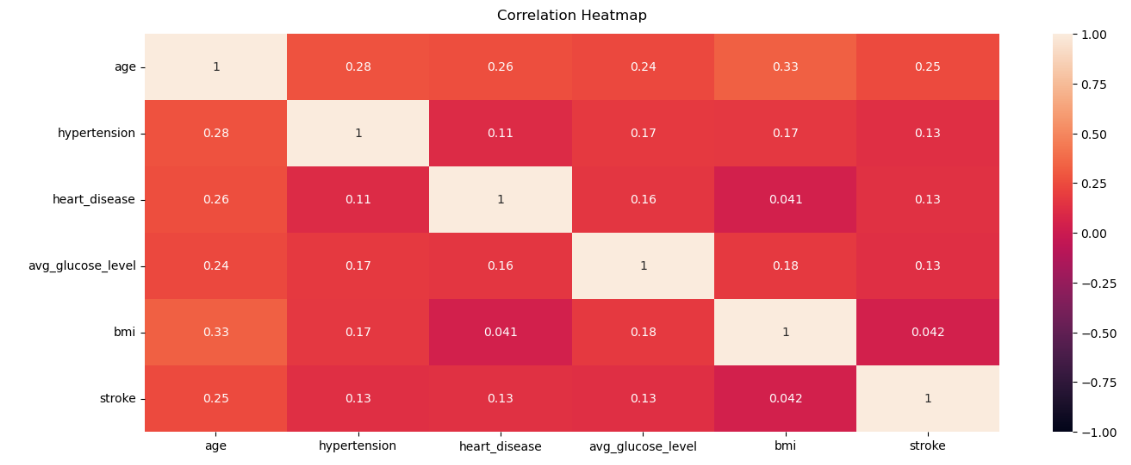 Correlation Heatmap
age 1 0.28 0.26 0.24 0.33 0.25
hypertension 0.28 1 0.11 0.17 0.17 0.13
heart_disease 0.26 0.11 1 0.16 0.041 0.13
avg_glucose_level 0.24 0.17 0.16 1 0.18 0.13
bmi 0.33 0.17 0.041 0.18 1 0.042
stroke 0.25 0.13 0.13 0.13 0.042 1
age hypertension heart_disease avg_glucose_level bmi stroke
1.00
0.75
0.50
0.25
0.00
−0.25
−0.50
−0.75
−1.00